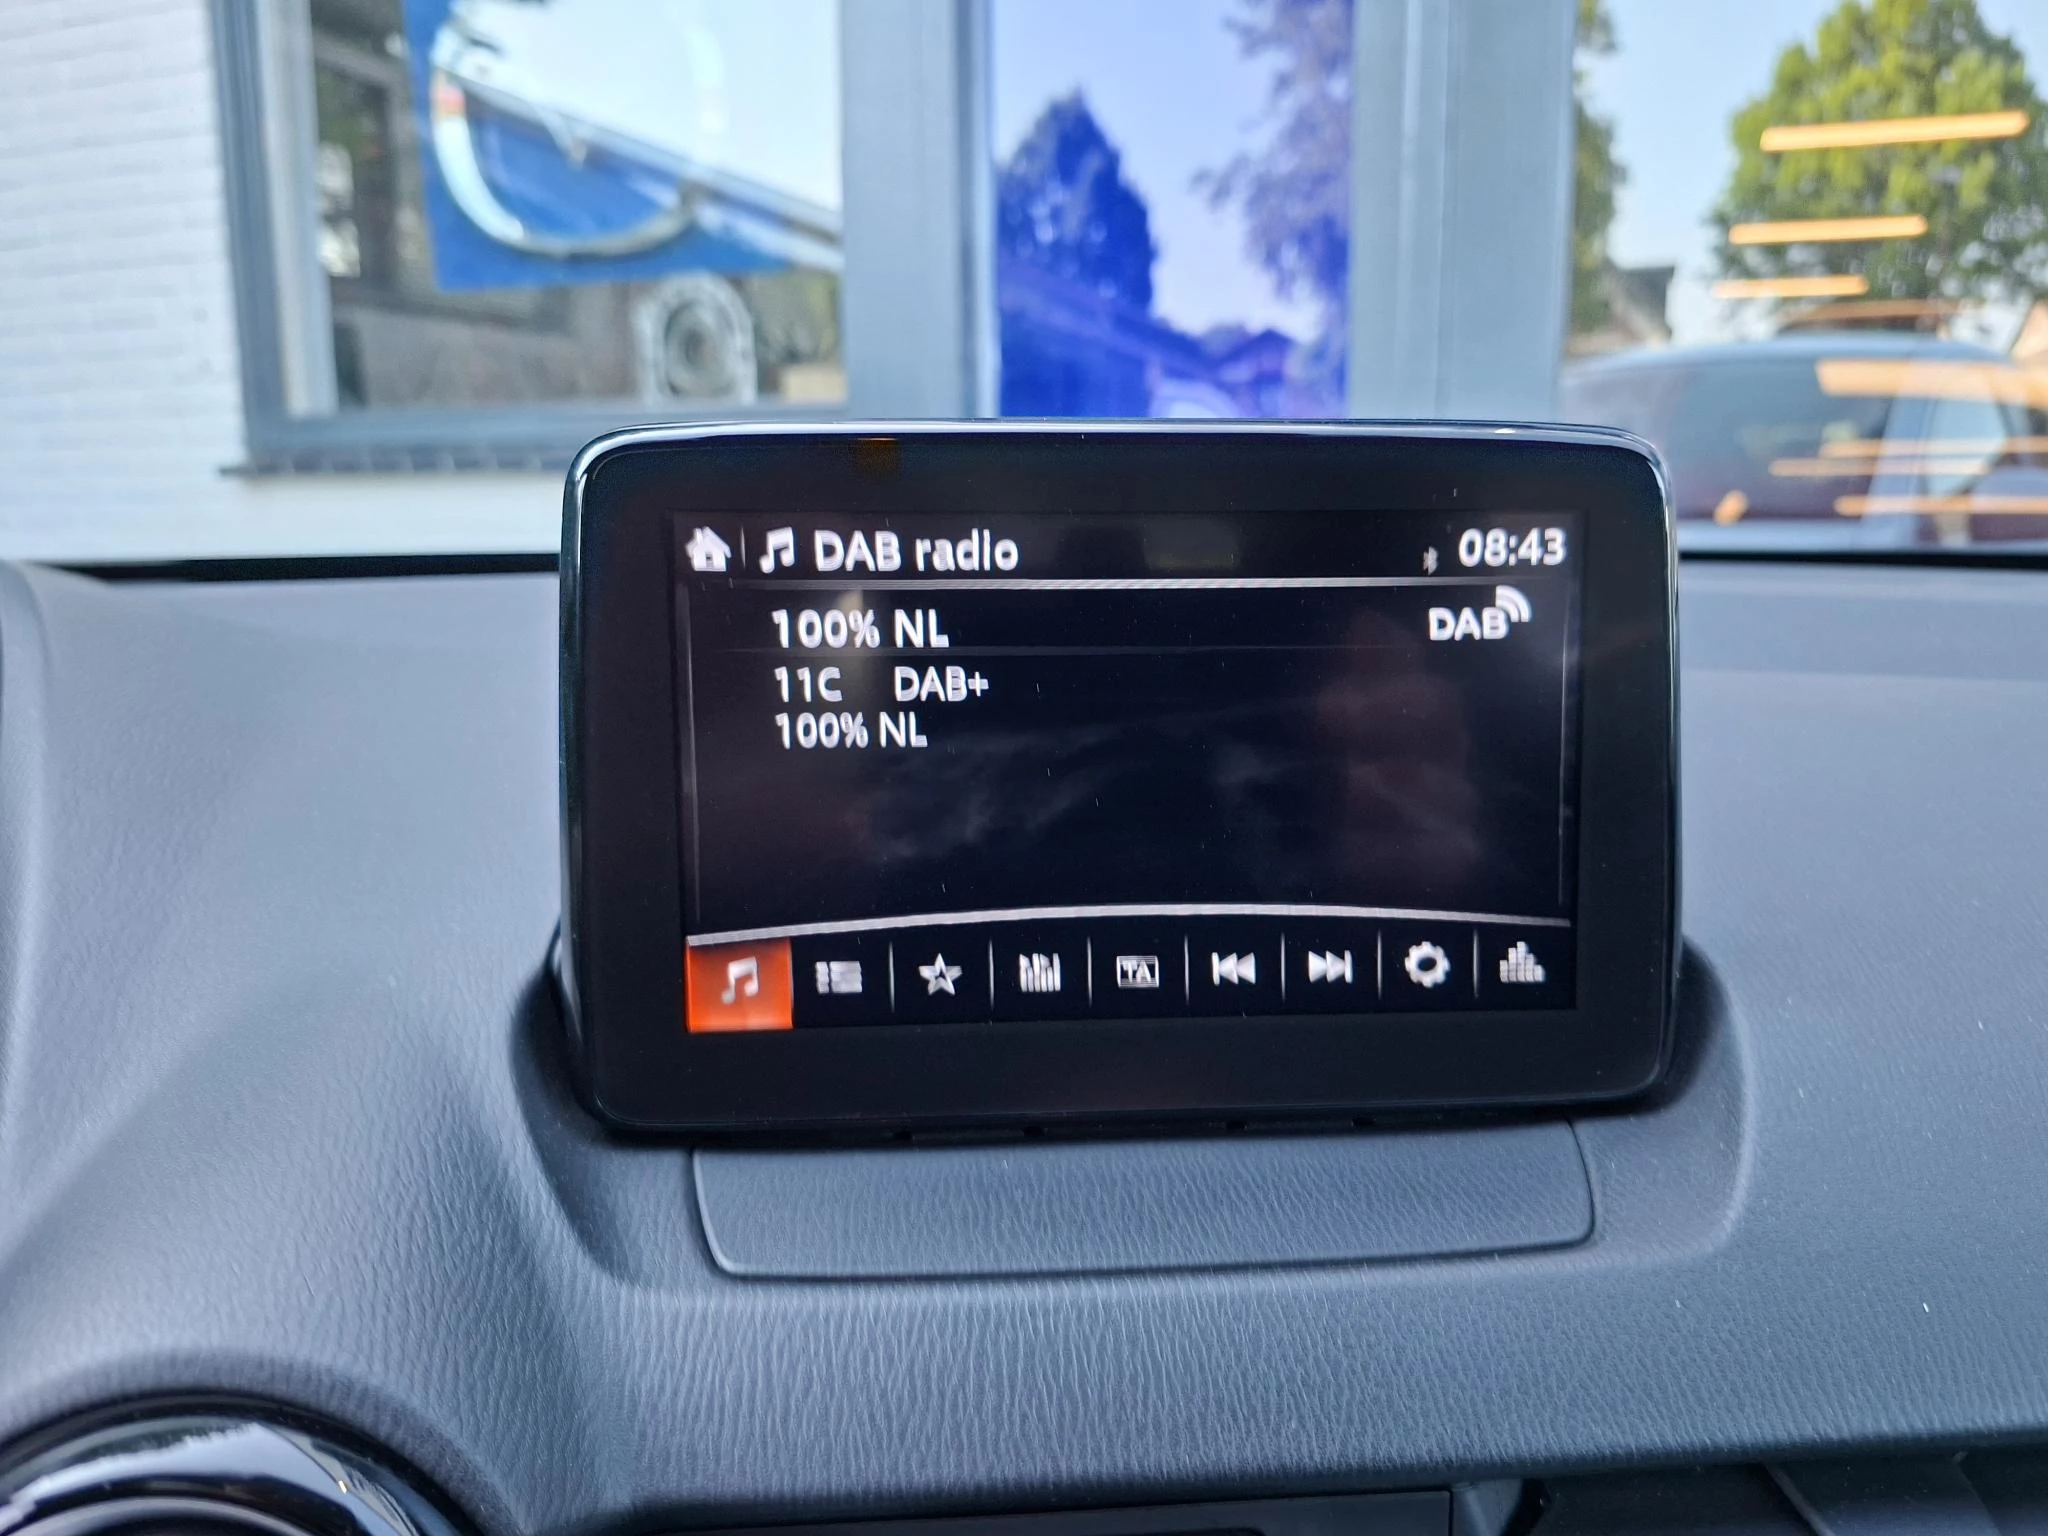 DAB radio 08:43
100% NL DAB
11C DAB+
100% NL
TA